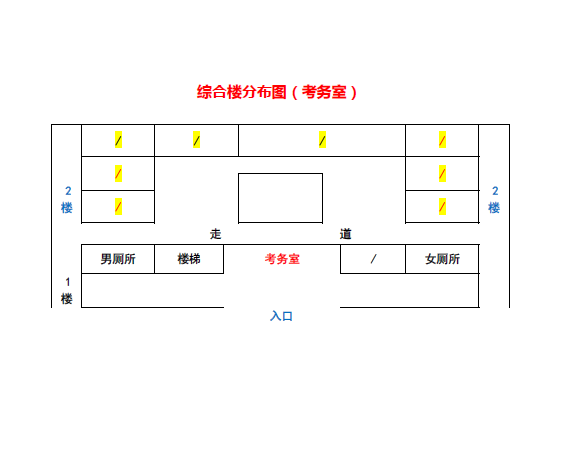 综合楼分布图（考务室）
/ / / /
/ /
2
楼
2
楼
/ /
走 道
男厕所 楼梯 考务室 / 女厕所
1
楼
入口